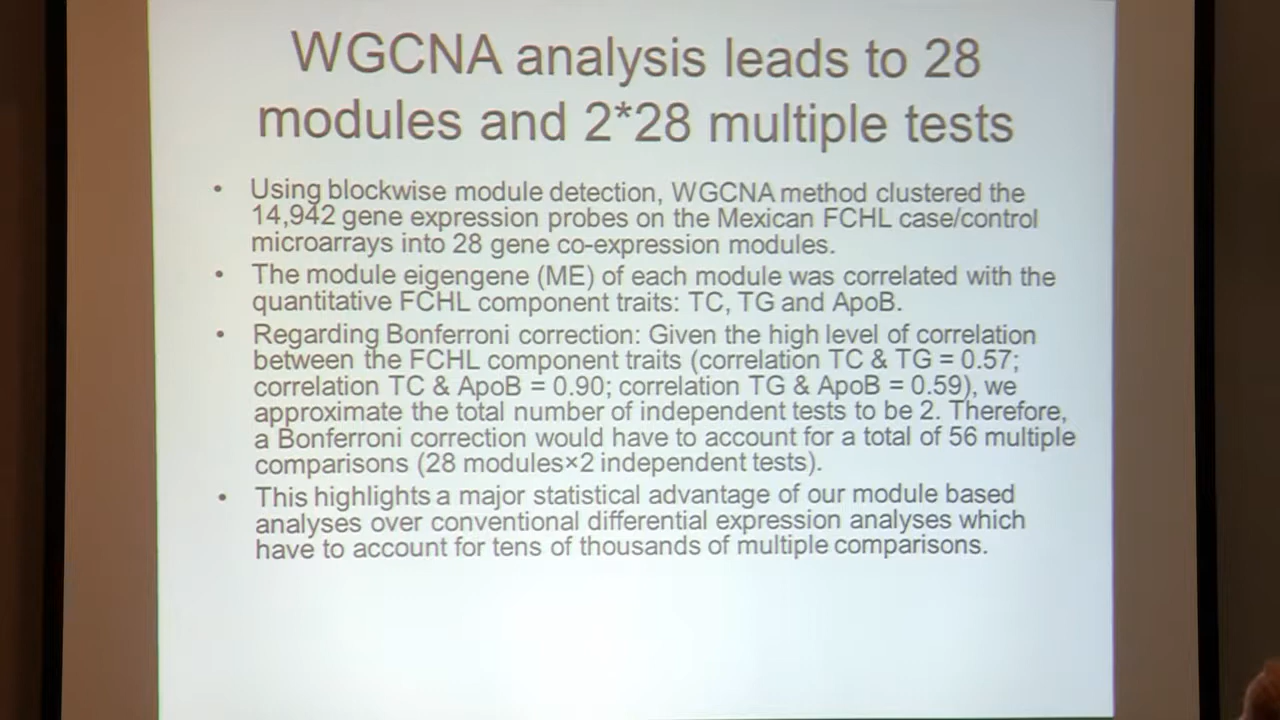 WGCNA analysis leads to 28
modules and 2*28 multiple tests
• Using blockwise module detection, WGCNA method clustered the
14,942 gene expression probes on the Mexican FCHL case/control
microarrays into 28 gene co-expression modules.
• The module eigengene (ME) of each module was correlated with the
quantitative FCHL component traits: TC, TG and ApoB.
• Regarding Bonferroni correction: Given the high level of correlation
between the FCHL component traits (correlation TC & TG = 0.57;
correlation TC & ApoB = 0.90; correlation TG & ApoB = 0.59), we
approximate the total number of independent tests to be 2. Therefore,
a Bonferroni correction would have to account for a total of 56 multiple
comparisons (28 modules×2 independent tests).
• This highlights a major statistical advantage of our module based
analyses over conventional differential expression analyses which
have to account for tens of thousands of multiple comparisons.